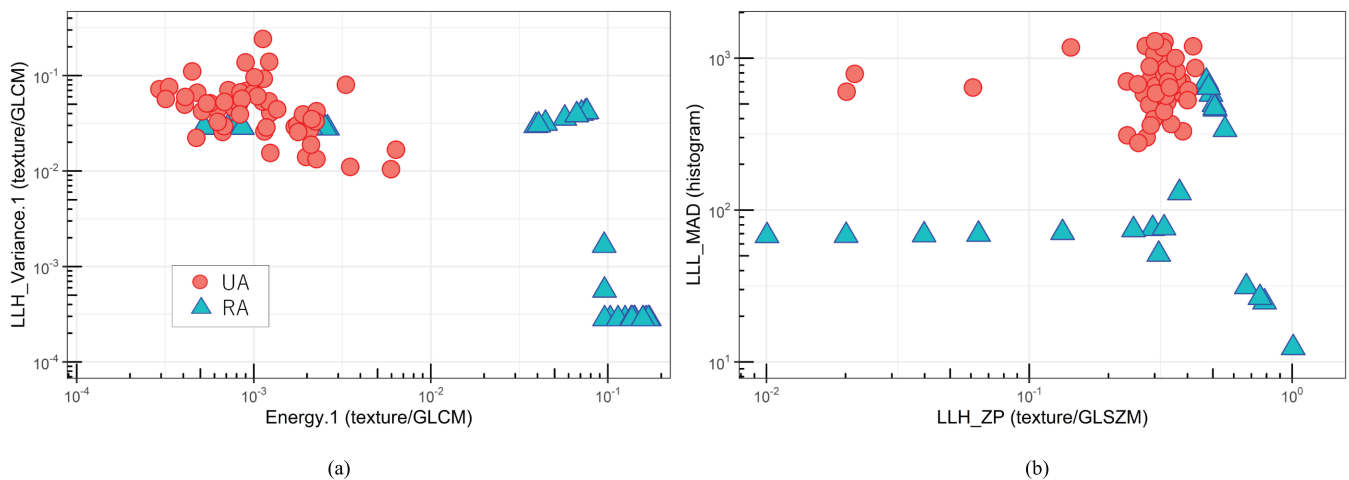 10⁻¹
10⁻²
10⁻³
10⁻⁴
LLH_Variance.1 (texture/GLCM)
UA
RA
10⁻⁴
10⁻³
10⁻²
10⁻¹
Energy.1 (texture/GLCM)
(a)
10³
10²
10¹
LLL_MAD (histogram)
10⁻²
10⁻¹
10⁰
LLH_ZP (texture/GLSZM)
(b)